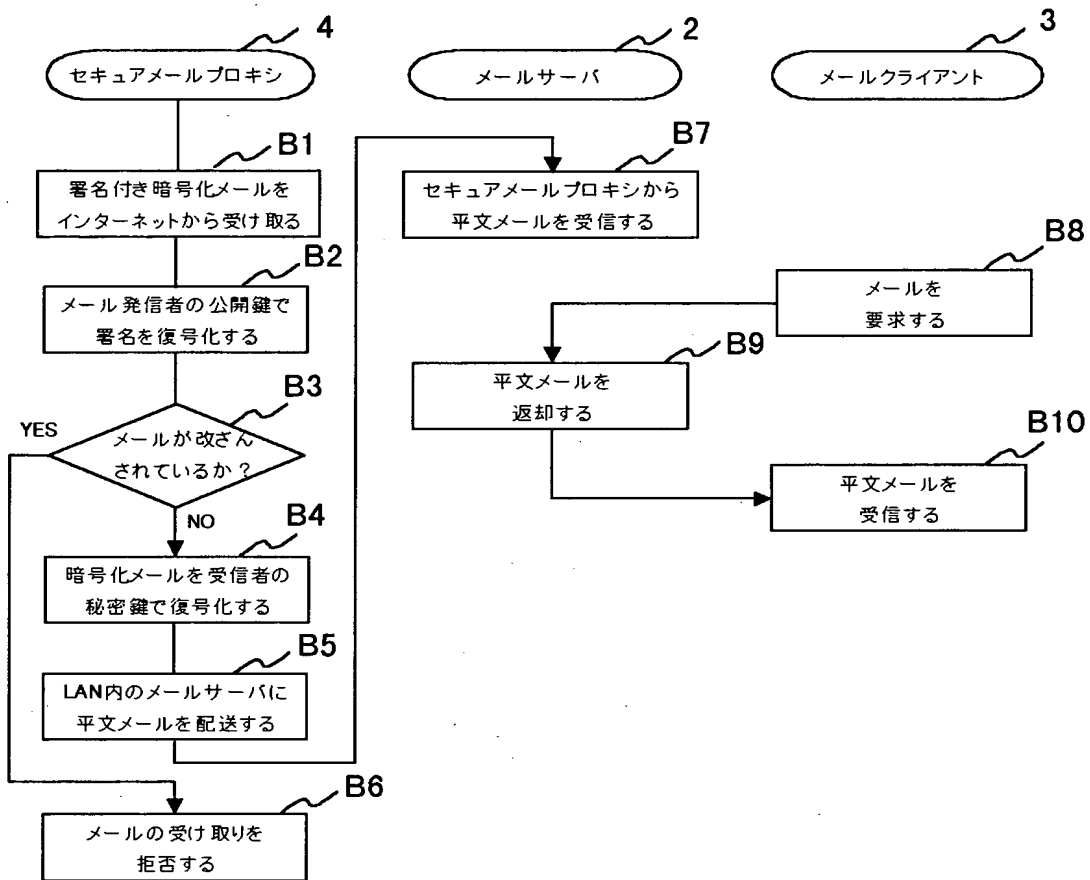 4
セキュアメールプロキシ
2
メールサーバ
3
メールクライアント
B1
署名付き暗号化メールを
インターネットから受け取る
B2
メール発信者の公開鍵で
署名を復号化する
B3
YES
メールが改ざん
されているか？
NO
B4
暗号化メールを受信者の
秘密鍵で復号化する
B5
LAN内のメールサーバに
平文メールを配送する
B6
メールの受け取りを
拒否する
B7
セキュアメールプロキシから
平文メールを受信する
B8
メールを
要求する
B9
平文メールを
返却する
B10
平文メールを
受信する